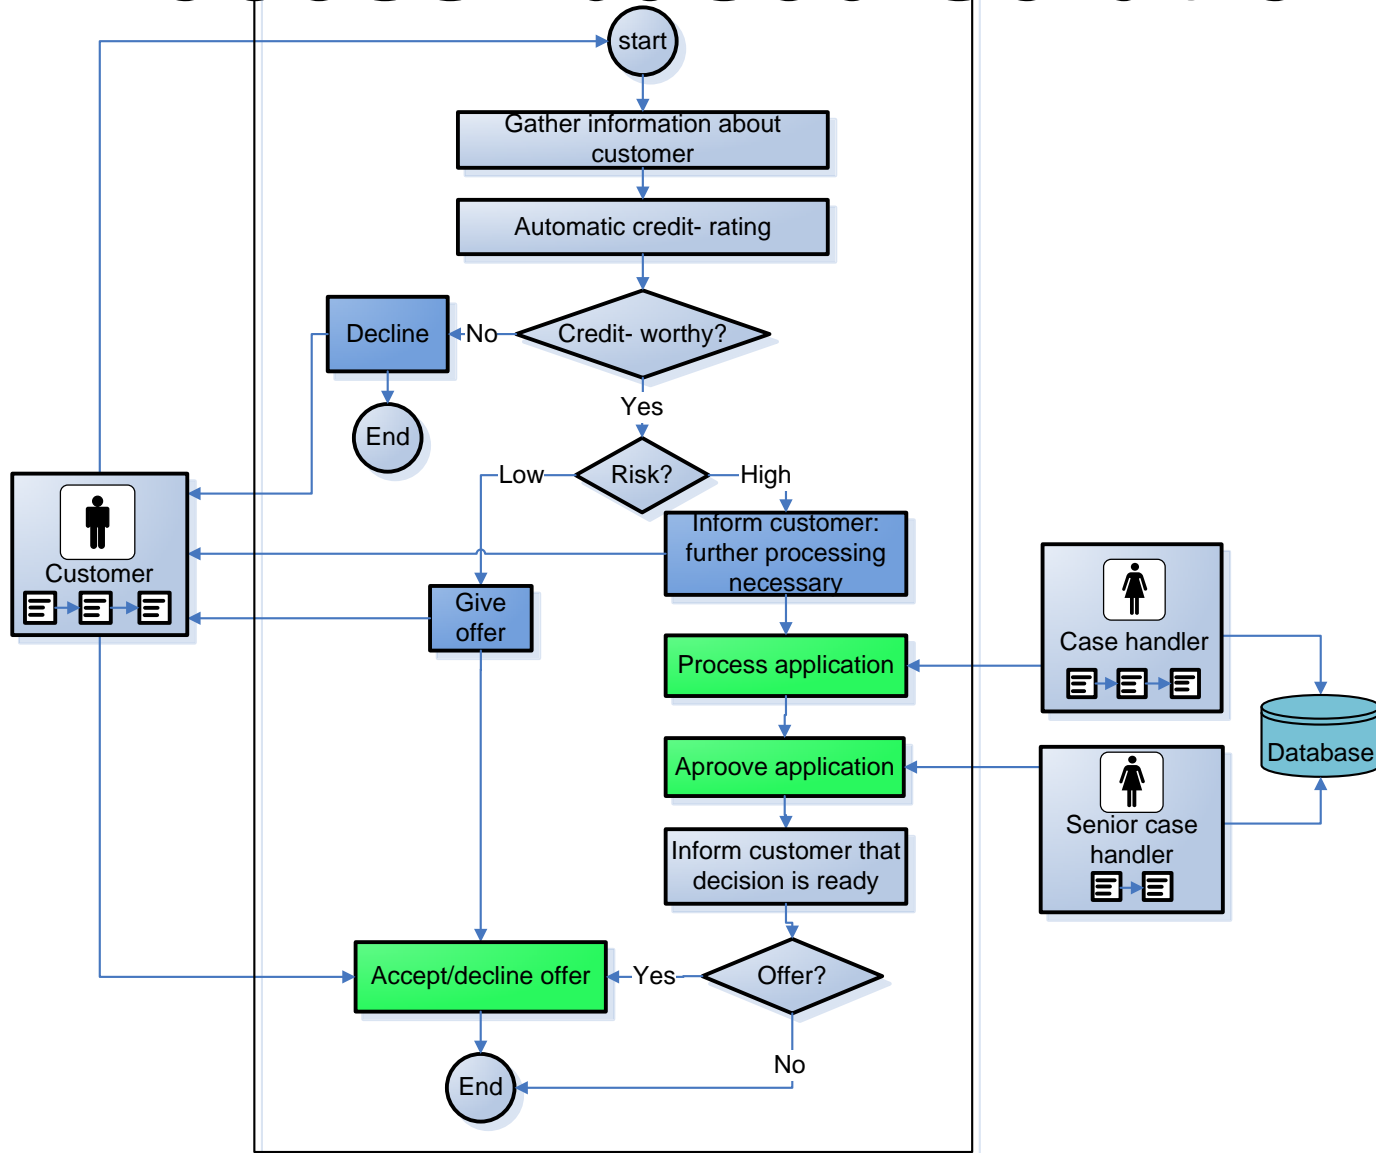 start
Gather information about
customer
Automatic credit- rating
Decline
No
Credit- worthy?
Yes
End
Low
Risk?
High
Inform customer:
further processing
necessary
Customer
Give
offer
Case handler
Process application
Database
Aproove application
Senior case
handler
Inform customer that
decision is ready
Accept/decline offer
Yes
Offer?
No
End